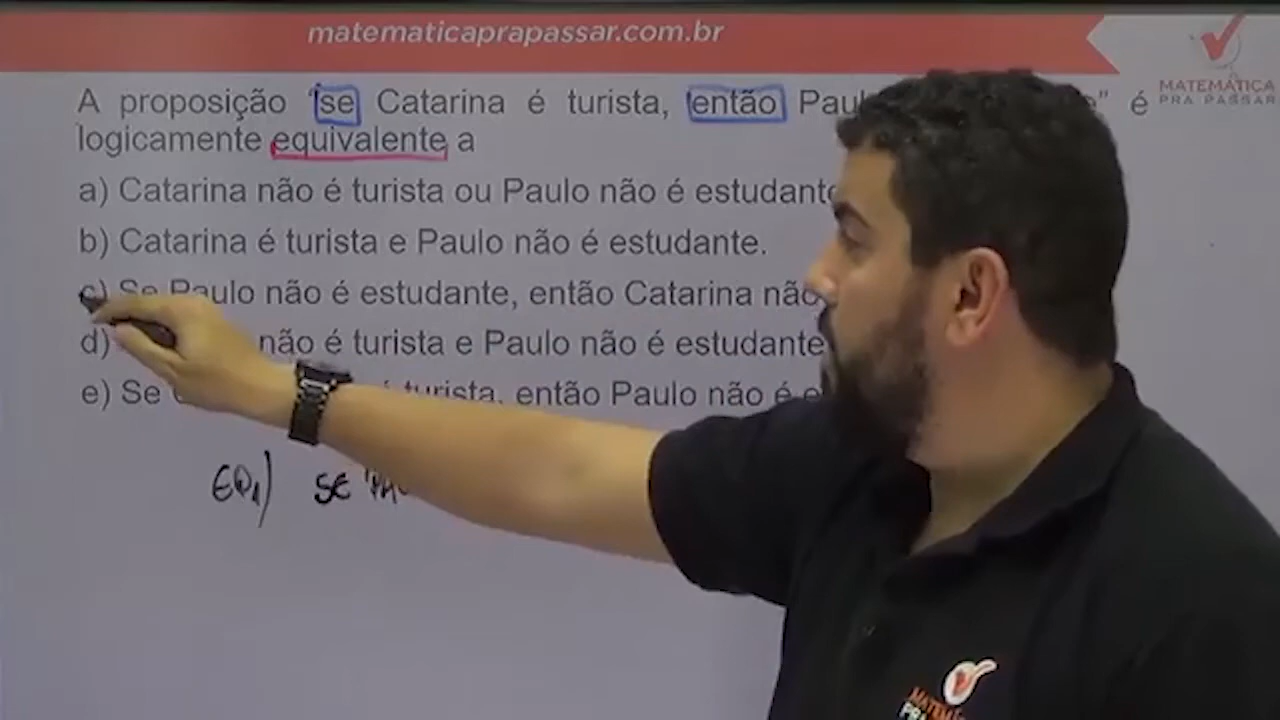 matematicaprapassar.com.br
MATEMÁTICA
PRA PASSAR
A proposição "se Catarina é turista, então é
logicamente equivalente a
a) Catarina não é turista ou Paulo não é estudante
b) Catarina é turista e Paulo não é estudante.
c) Se Paulo não é estudante, então Catarina não
d) não é turista e Paulo não é estudante
e) Se turista, então Paulo não é
EQ1) SE